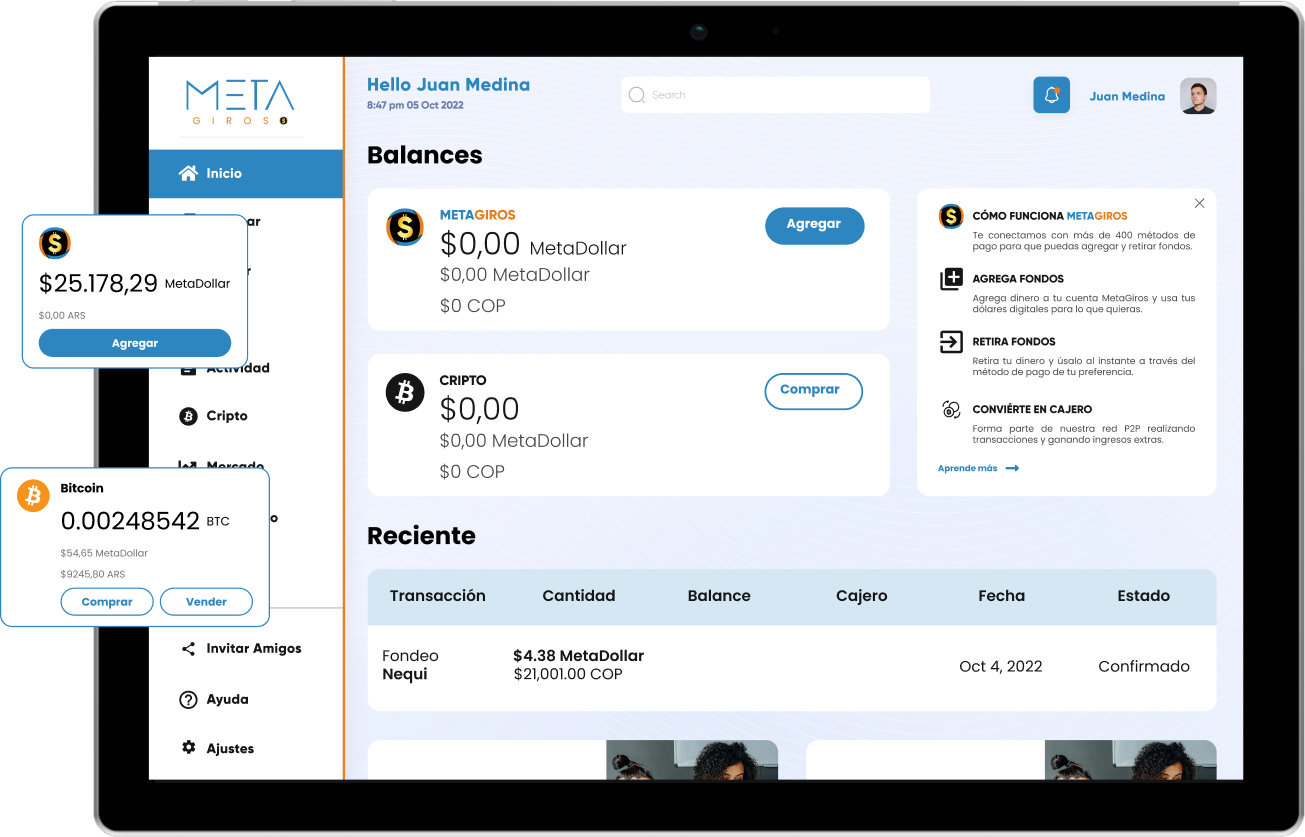 META
GIROS
Inicio
ar
r
$25.178,29 MetaDollar
$0,00 ARS
Agregar
Actividad
Cripto
Mercado
o
Bitcoin
0.00248542 BTC
$54,65 MetaDollar
$9245,80 ARS
Comprar Vender
Invitar Amigos
Ayuda
Ajustes
Hello Juan Medina
8:47 pm 05 Oct 2022
Search
Juan Medina
Balances
METAGIROS
$0,00 MetaDollar
$0,00 MetaDollar
$0 COP
Agregar
CRIPTO
$0,00
$0,00 MetaDollar
$0 COP
Comprar
CÓMO FUNCIONA METAGIROS
Te conectamos con más de 400 métodos de
pago para que puedas agregar y retirar fondos.
AGREGA FONDOS
Agrega dinero a tu cuenta MetaGiros y usa tus
dólares digitales para lo que quieras.
RETIRA FONDOS
Retira tu dinero y úsalo al instante a través del
método de pago de tu preferencia.
CONVIÉRTE EN CAJERO
Forma parte de nuestra red P2P realizando
transacciones y ganando ingresos extras.
Aprende más
Reciente
Transacción Cantidad Balance Cajero Fecha Estado
Fondeo
Nequi
$4.38 MetaDollar
$21,001.00 COP
Oct 4, 2022
Confirmado